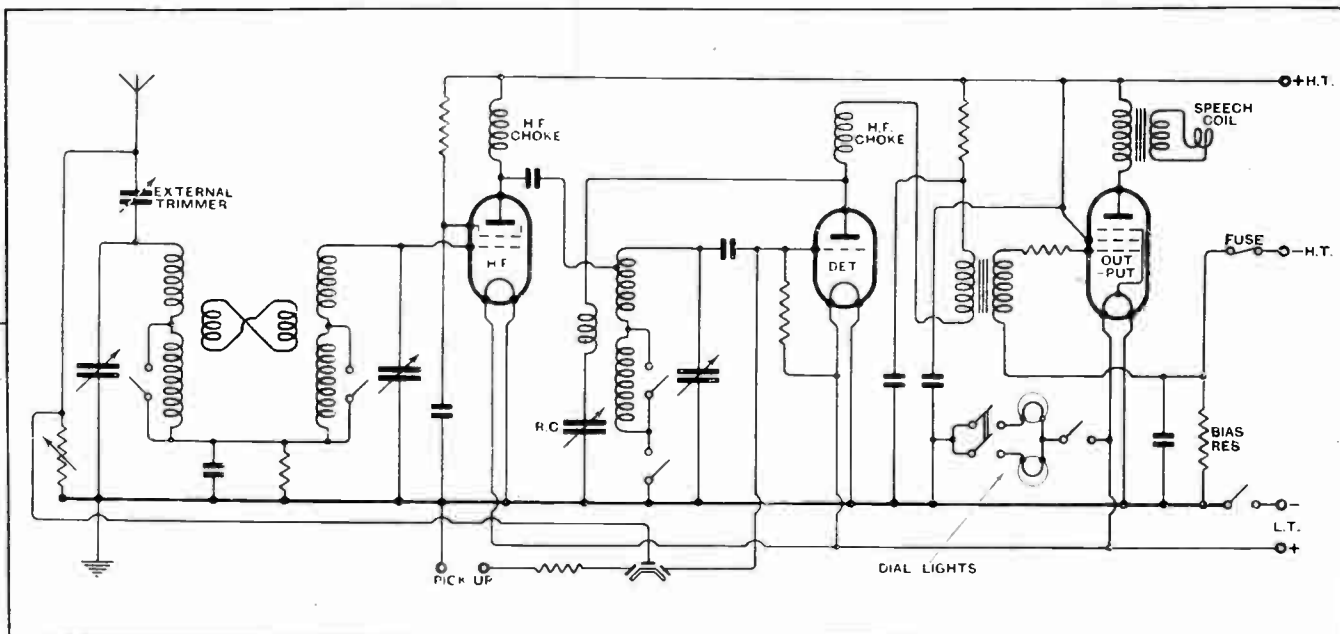 + H.T.
SPEECH
COIL
H.F.
CHOKE
H.F.
CHOKE
EXTERNAL
TRIMMER
FUSE
-H.T.
H.F.
DET
OUT
-PUT
R.C
BIAS
RES
-
L.T.
+
PICK UP
DIAL LIGHTS